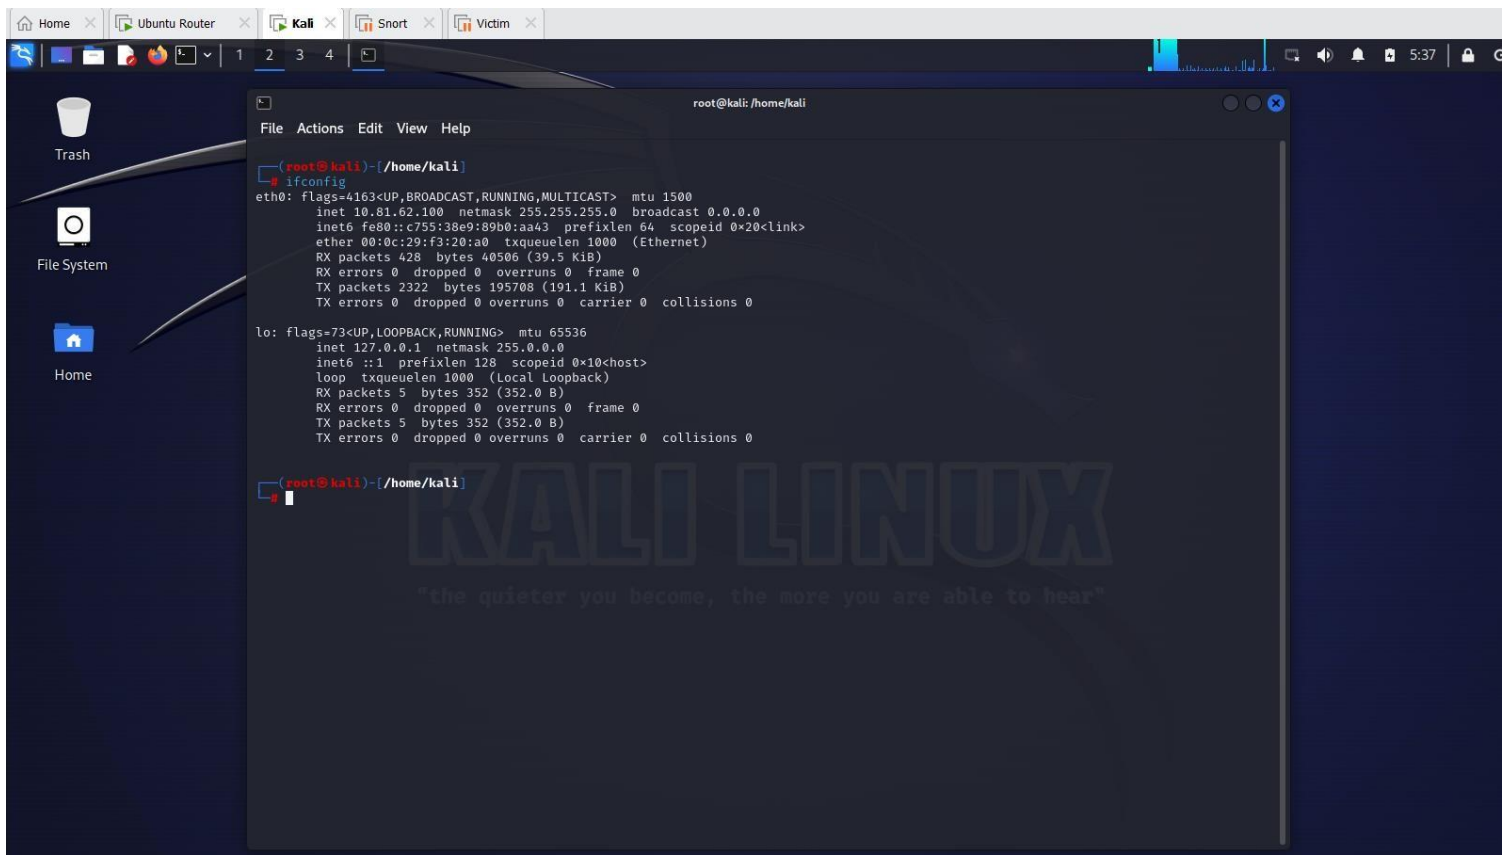 Home Ubuntu Router Kali Snort Victim
1 2 3 4 5:37
root@kali: /home/kali
File Actions Edit View Help
Trash
File System
Home
(root㉿kali)-[/home/kali]
# ifconfig
eth0: flags=4163<UP,BROADCAST,RUNNING,MULTICAST> mtu 1500
inet 10.81.62.100 netmask 255.255.255.0 broadcast 0.0.0.0
inet6 fe80::c755:38e9:89b0:aa43 prefixlen 64 scopeid 0×20<link>
ether 00:0c:29:f3:20:a0 txqueuelen 1000 (Ethernet)
RX packets 428 bytes 40506 (39.5 KiB)
RX errors 0 dropped 0 overruns 0 frame 0
TX packets 2322 bytes 195708 (191.1 KiB)
TX errors 0 dropped 0 overruns 0 carrier 0 collisions 0
lo: flags=73<UP,LOOPBACK,RUNNING> mtu 65536
inet 127.0.0.1 netmask 255.0.0.0
inet6 ::1 prefixlen 128 scopeid 0×10<host>
loop txqueuelen 1000 (Local Loopback)
RX packets 5 bytes 352 (352.0 B)
RX errors 0 dropped 0 overruns 0 frame 0
TX packets 5 bytes 352 (352.0 B)
TX errors 0 dropped 0 overruns 0 carrier 0 collisions 0
(root㉿kali)-[/home/kali]
#
KALI LINUX
"the quieter you become, the more you are able to hear"